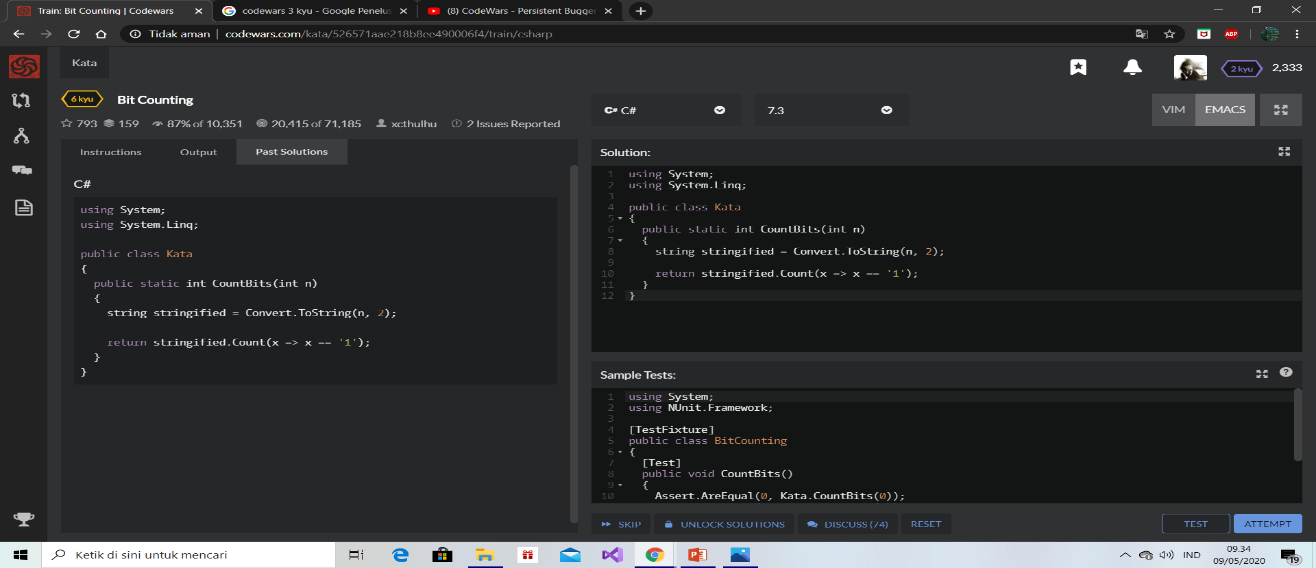 Train: Bit Counting | Codewars
codewars 3 kyu - Google Penelus
(8) CodeWars - Persistent Bugger
Tidak aman | codewars.com/kata/526571aae218b8ee490006f4/train/csharp
ABP
Kata
2 kyu 2,333
6 kyu Bit Counting
793 159 87% of 10,351 20,415 of 71,185 xcthulhu 2 Issues Reported
C# C#
7.3
VIM EMACS
Instructions Output Past Solutions
C#
using System;
using System.Linq;
public class Kata
{
public static int CountBits(int n)
{
string stringified = Convert.ToString(n, 2);
return stringified.Count(x => x == '1');
}
}
Solution:
1 using System;
2 using System.Linq;
3
4 public class Kata
5 {
6 public static int CountBits(int n)
7 {
8 string stringified = Convert.ToString(n, 2);
9
10 return stringified.Count(x => x == '1');
11 }
12 }
Sample Tests:
1 using System;
2 using NUnit.Framework;
3
4 [TestFixture]
5 public class BitCounting
6 {
7 [Test]
8 public void CountBits()
9 {
10 Assert.AreEqual(0, Kata.CountBits(0));
SKIP UNLOCK SOLUTIONS DISCUSS (74) RESET TEST ATTEMPT
Ketik di sini untuk mencari
IND
09.34
09/05/2020
19